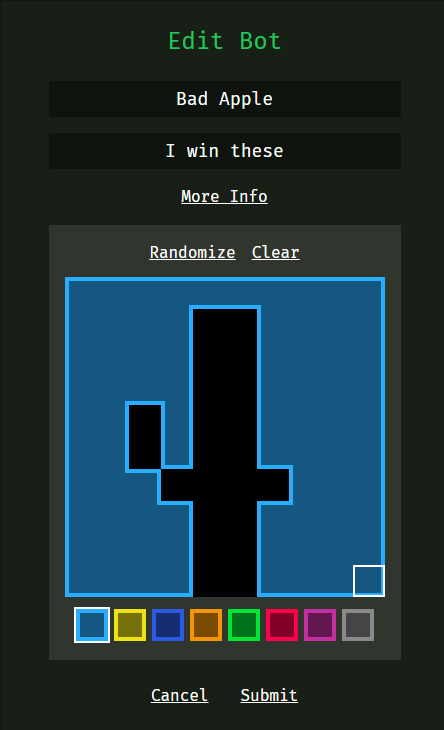 Edit Bot
Bad Apple
I win these
More Info
Randomize Clear
Cancel Submit